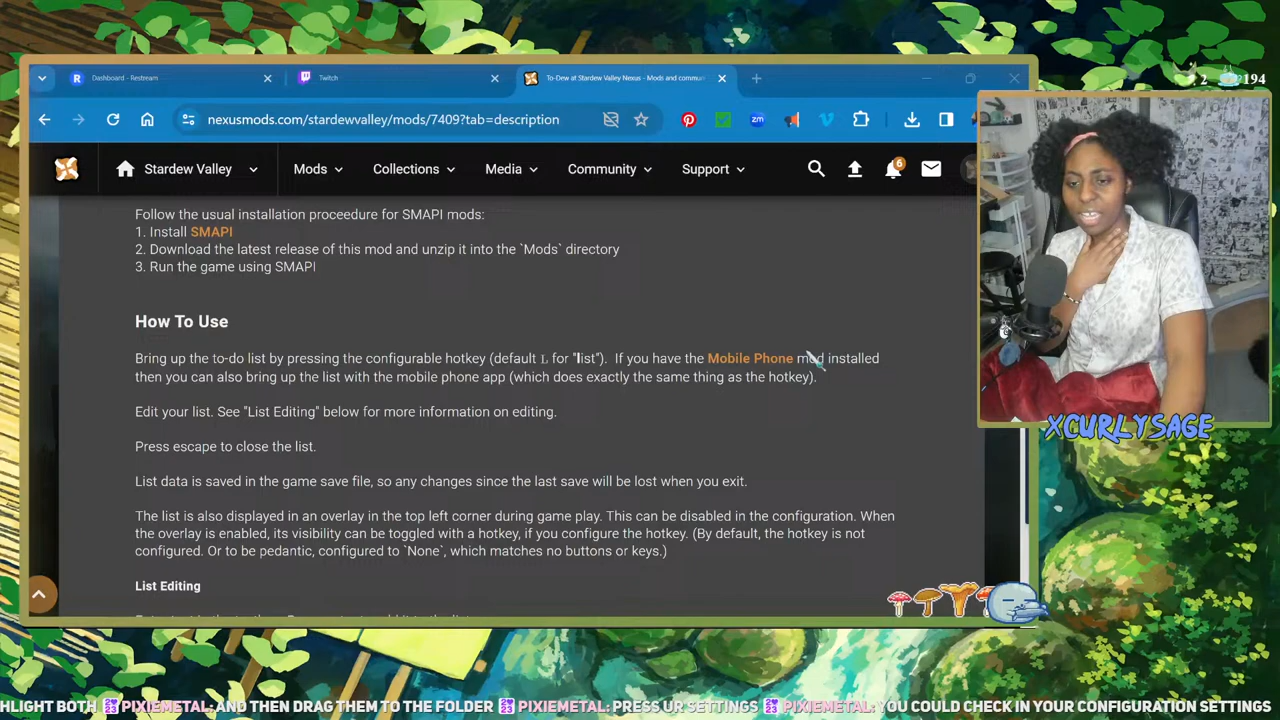 Dashboard - Restream
Twitch
To-Dew at Stardew Valley Nexus - Mods and commun
2
194
nexusmods.com/stardewvalley/mods/7409?tab=description
Stardew Valley
Mods
Collections
Media
Community
Support
6
Follow the usual installation proceedure for SMAPI mods:
1. Install SMAPI
2. Download the latest release of this mod and unzip it into the `Mods` directory
3. Run the game using SMAPI
How To Use
Bring up the to-do list by pressing the configurable hotkey (default L for "list"). If you have the Mobile Phone mod installed
then you can also bring up the list with the mobile phone app (which does exactly the same thing as the hotkey).
Edit your list. See "List Editing" below for more information on editing.
Press escape to close the list.
List data is saved in the game save file, so any changes since the last save will be lost when you exit.
The list is also displayed in an overlay in the top left corner during game play. This can be disabled in the configuration. When
the overlay is enabled, its visibility can be toggled with a hotkey, if you configure the hotkey. (By default, the hotkey is not
configured. Or to be pedantic, configured to `None`, which matches no buttons or keys.)
List Editing
XCURLYSAGE
HLIGHT BOTH PIXIEMETAL: AND THEN DRAG THEM TO THE FOLDER PIXIEMETAL: PRESS UR SETTINGS PIXIEMETAL: YOU COULD CHECK IN YOUR CONFIGURATION SETTINGS